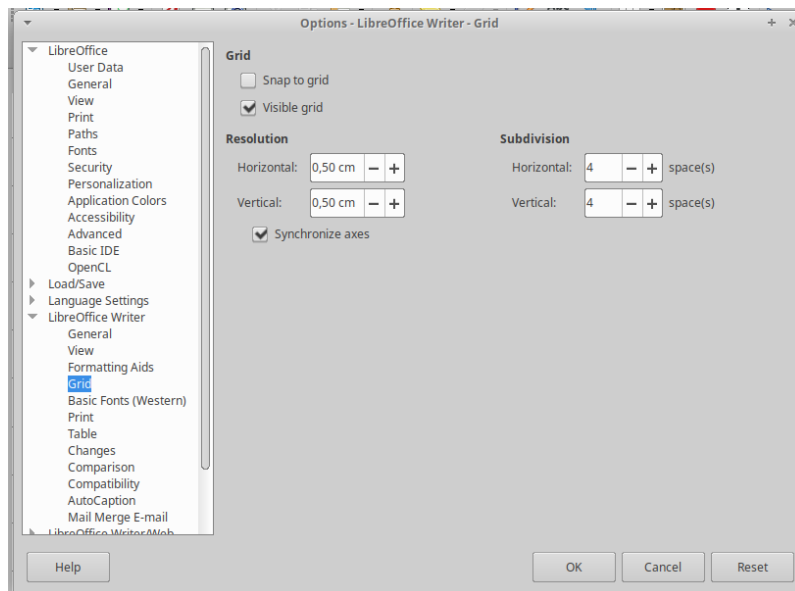 Options - LibreOffice Writer - Grid
LibreOffice
User Data
General
View
Print
Paths
Fonts
Security
Personalization
Application Colors
Accessibility
Advanced
Basic IDE
OpenCL
Load/Save
Language Settings
LibreOffice Writer
General
View
Formatting Aids
Grid
Basic Fonts (Western)
Print
Table
Changes
Comparison
Compatibility
AutoCaption
Mail Merge E-mail
LibreOffice Writer/Web
Grid
Snap to grid
Visible grid
Resolution
Horizontal: 0,50 cm
Vertical: 0,50 cm
Synchronize axes
Subdivision
Horizontal: 4 space(s)
Vertical: 4 space(s)
Help
OK
Cancel
Reset